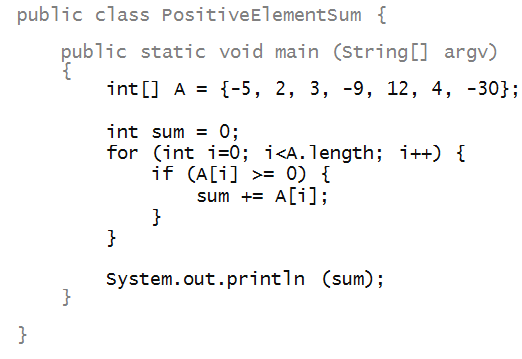 public class PositiveElementSum {
public static void main (String[] argv)
{
int[] A = {-5, 2, 3, -9, 12, 4, -30};
int sum = 0;
for (int i=0; i<A.length; i++) {
if (A[i] >= 0) {
sum += A[i];
}
}
System.out.println (sum);
}
}